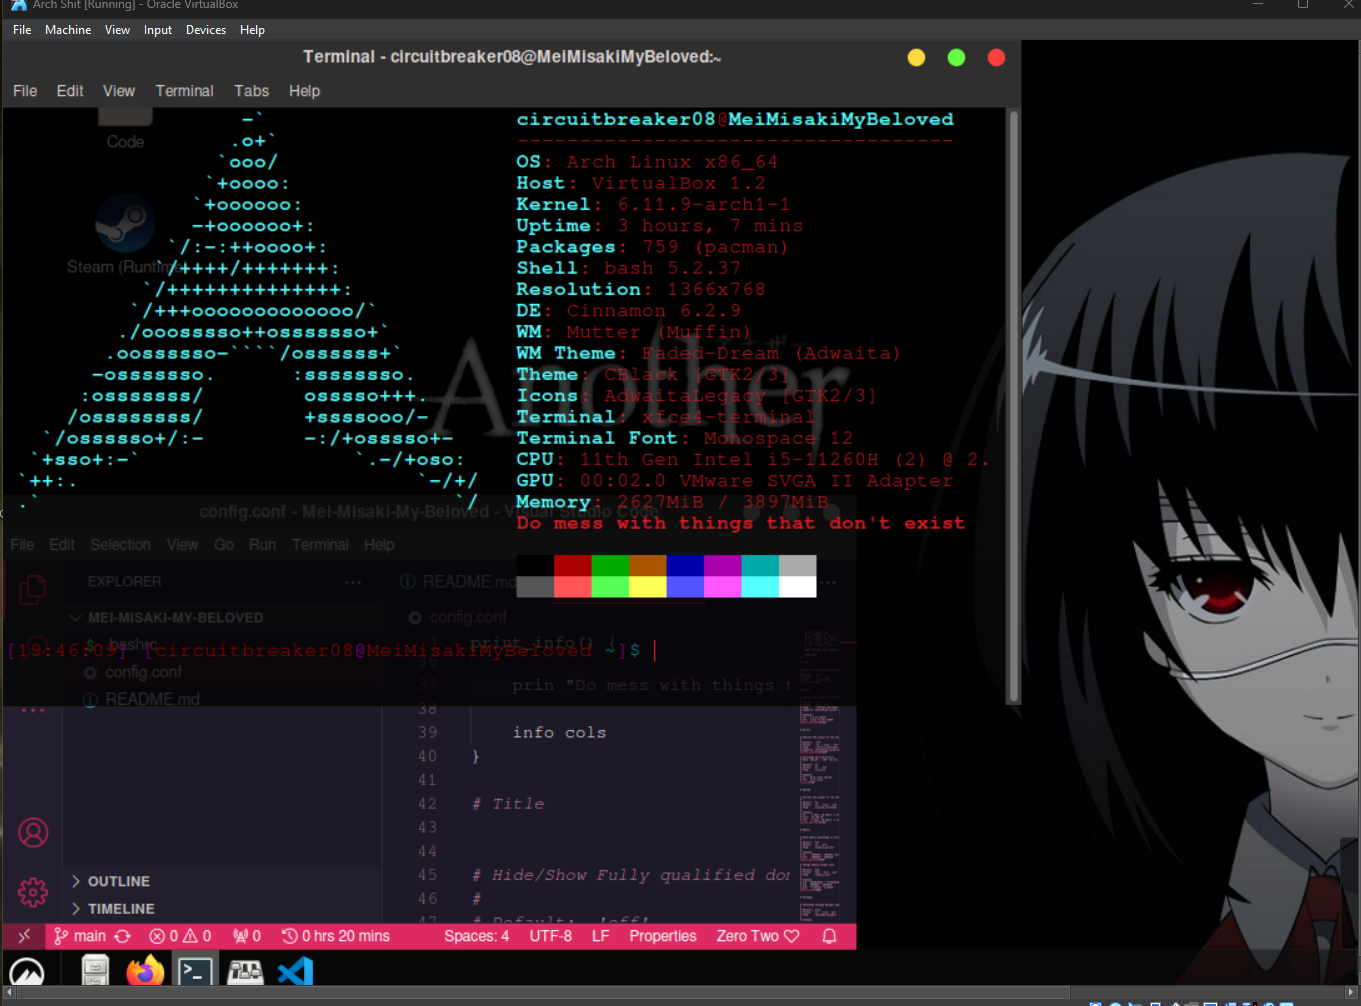 Arch Shit [Running] - Oracle VirtualBox
File Machine View Input Devices Help
Terminal - circuitbreaker08@MeiMisakiMyBeloved:~
File Edit View Terminal Tabs Help
Code
Steam (Runtime
-`
.o+`
`ooo/
`+oooo:
`+oooooo:
-+oooooo+:
`/:-:++oooo+:
`/++++/+++++++:
`/++++++++++++++:
`/+++ooooooooooooo/`
./ooosssso++osssssso+`
.oossssso-````/ossssss+`
-osssssso. :ssssssso.
:osssssss/ osssso+++.
/ossssssss/ +ssssooo/-
`/ossssso+/:- -:/+osssso+-
`+sso+:-` `.-/+oso:
`++:. `-/+/
.` `/
circuitbreaker08@MeiMisakiMyBeloved
-----------------------------------
OS: Arch Linux x86_64
Host: VirtualBox 1.2
Kernel: 6.11.9-arch1-1
Uptime: 3 hours, 7 mins
Packages: 759 (pacman)
Shell: bash 5.2.37
Resolution: 1366x768
DE: Cinnamon 6.2.9
WM: Mutter (Muffin)
WM Theme: Faded-Dream (Adwaita)
Theme: CBlack [GTK2/3]
Icons: AdwaitaLegacy [GTK2/3]
Terminal: xfce4-terminal
Terminal Font: Monospace 12
CPU: 11th Gen Intel i5-11260H (2) @ 2.
GPU: 00:02.0 VMware SVGA II Adapter
Memory: 2627MiB / 3897MiB
Do mess with things that don't exist
Another
[19:46:09] [circuitbreaker08@MeiMisakiMyBeloved ~]$
config.conf - Mei-Misaki-My-Beloved - Visual Studio Code
File Edit Selection View Go Run Terminal Help
EXPLORER ...
README.md
MEI-MISAKI-MY-BELOVED
config.conf
bashrc
config.conf
README.md
print_info() {
36
37 prin "Do mess with things t
38
39 info cols
40 }
41
42 # Title
43
44
45 # Hide/Show Fully qualified dom
46 #
47 # Default: 'off'
OUTLINE
TIMELINE
main 0 0 0 0 hrs 20 mins Spaces: 4 UTF-8 LF Properties Zero Two ♡